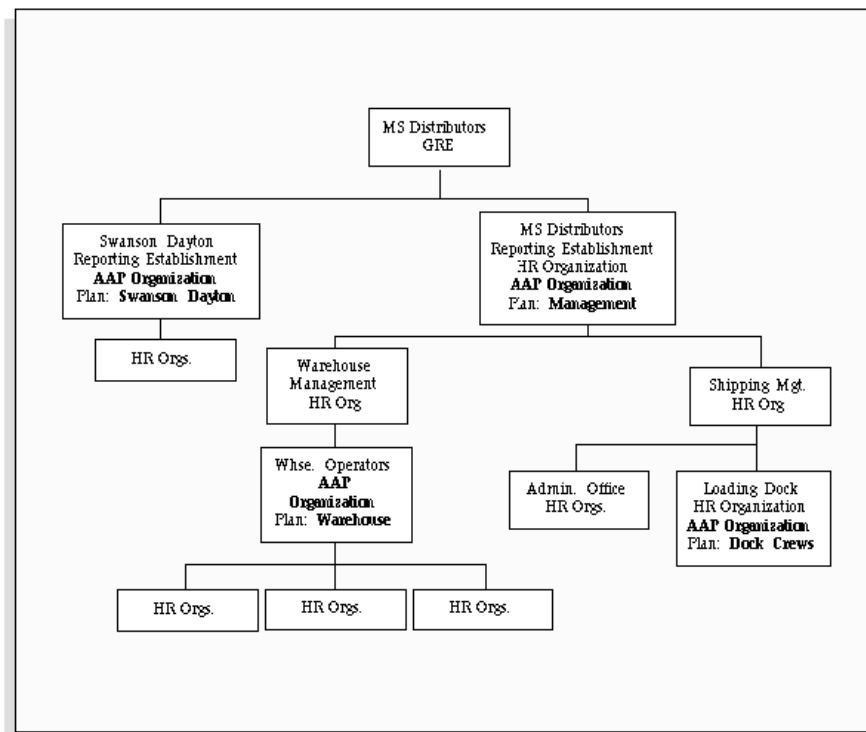 MS Distributors
GRE
Swanson Dayton
Reporting Establishment
AAP Organization
Plan: Swanson Dayton
MS Distributors
Reporting Establishment
HR Organization
AAP Organization
Plan: Management
HR Orgs.
Warehouse
Management
HR Org
Shipping Mgt.
HR Org
Whse. Operators
AAP
Organization
Plan: Warehouse
Admin. Office
HR Orgs.
Loading Dock
HR Organization
AAP Organization
Plan: Dock Crews
HR Orgs.
HR Orgs.
HR Orgs.